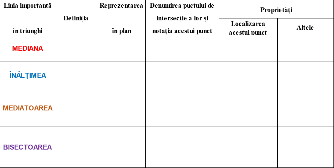 Linia importantă
în triunghi
Definiția
Reprezentarea
în plan
Denumirea puctului de
intersecție a lor și
notația acestui punct
Proprietăți
Localizarea
acestui punct
Altele
MEDIANA
ÎNĂLȚIMEA
MEDIATOAREA
BISECTOAREA